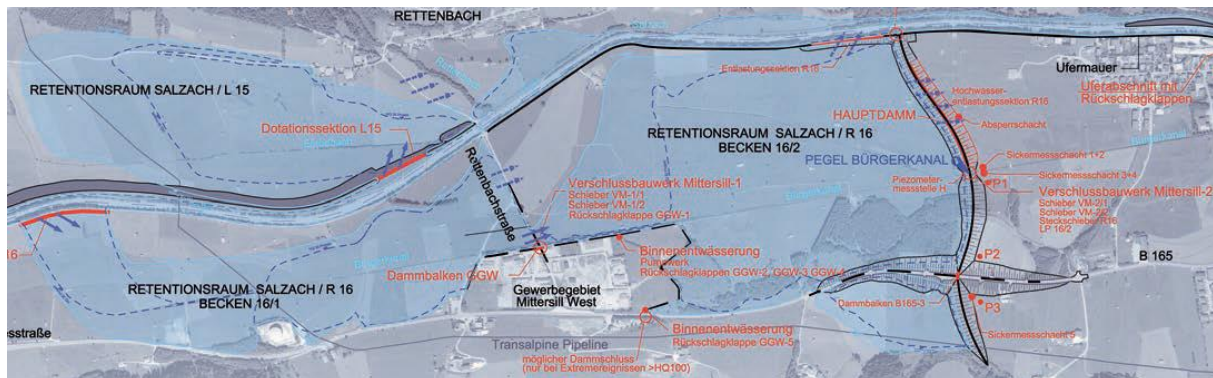 RETTENBACH
RETENTIONSRAUM SALZACH / L 15
Dotationssektion L15
Entlastungssektion R16
Ufermauer
Uferabschnitt mit
Rückschlagklappen
Hochwasser-
entlastungssektion R16
HAUPTDAMM
Absperrschacht
RETENTIONSRAUM SALZACH / R 16
BECKEN 16/2
PEGEL BÜRGERKANAL
Piezometer-
messstelle H
Sickermessschacht 1+2
Sickermessschacht 3+4
P1
Verschlussbauwerk Mittersill-2
Schieber VM-2/1
Schieber VM-2/2
Steckschieber R16
LP 16/2
Rettenbachstraße
Verschlussbauwerk Mittersill-1
Schieber VM-1/1
Schieber VM-1/2
Rückschlagklappe GGW-1
Binnenentwässerung
Pumpwerk
Rückschlagklappen GGW-2, GGW-3 GGW-4
Dammbalken GGW
Gewerbegebiet
Mittersill West
16
RETENTIONSRAUM SALZACH / R 16
BECKEN 16/1
P2
B 165
Dammbalken B165-3
P3
Sickermessschacht 5
Binnenentwässerung
Rückschlagklappe GGW-5
Transalpine Pipeline
möglicher Dammschluss
(nur bei Extremereignissen >HQ100)
esstraße